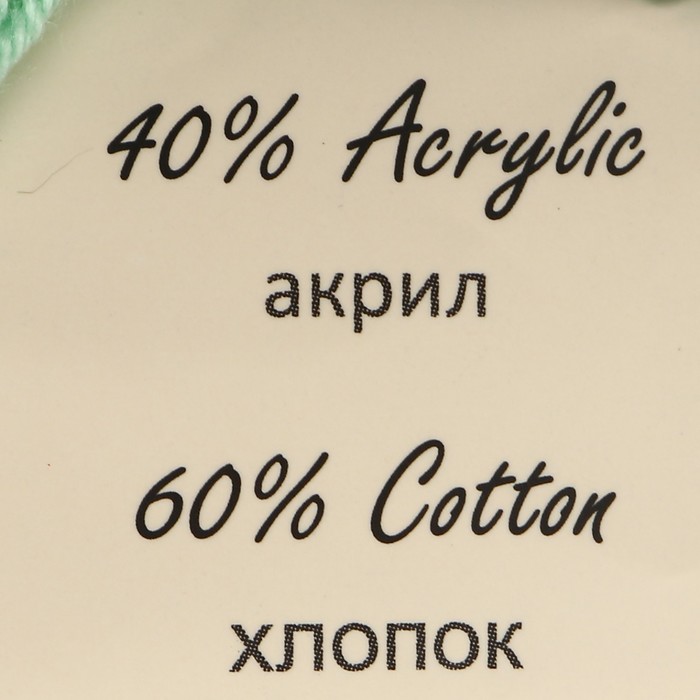 40% Acrylic
акрил
60% Cotton
хлопок